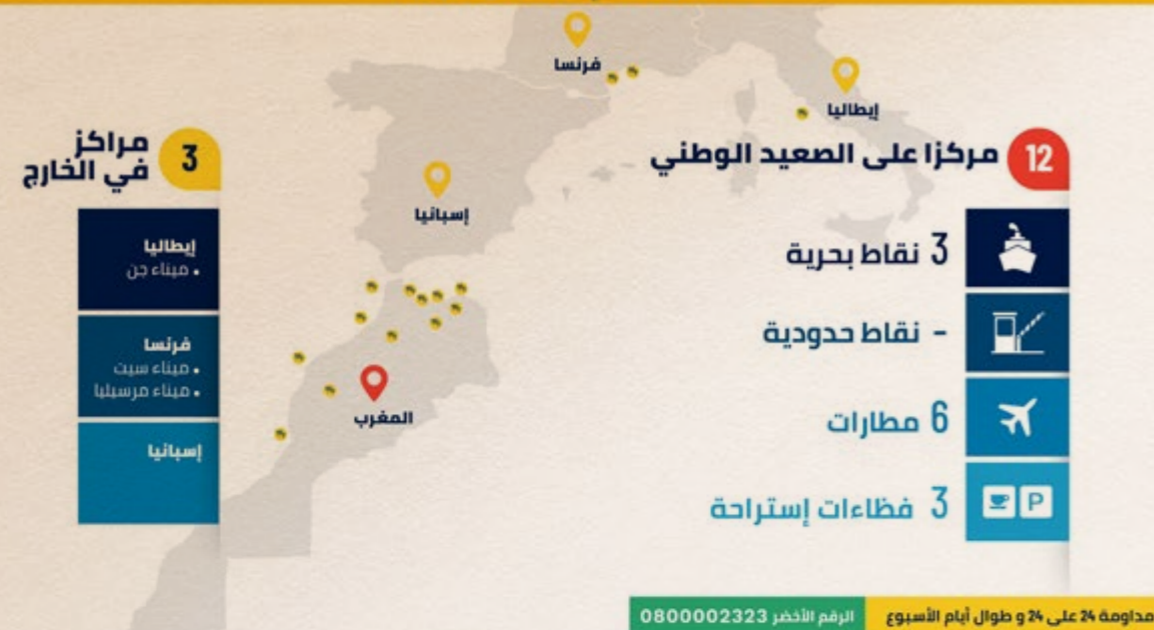 فرنسا
إيطاليا
إسبانيا
المغرب
12 مركزا على الصعيد الوطني
3 نقاط بحرية
- نقاط حدودية
6 مطارات
3 فظاءات إستراحة
P
3 مراكز
في الخارج
إيطاليا
• ميناء جن
فرنسا
• ميناء سيت
• ميناء مرسيليا
إسبانيا
مداومة 24 على 24 و طوال أيام الأسبوع
الرقم الأخضر 0800002323